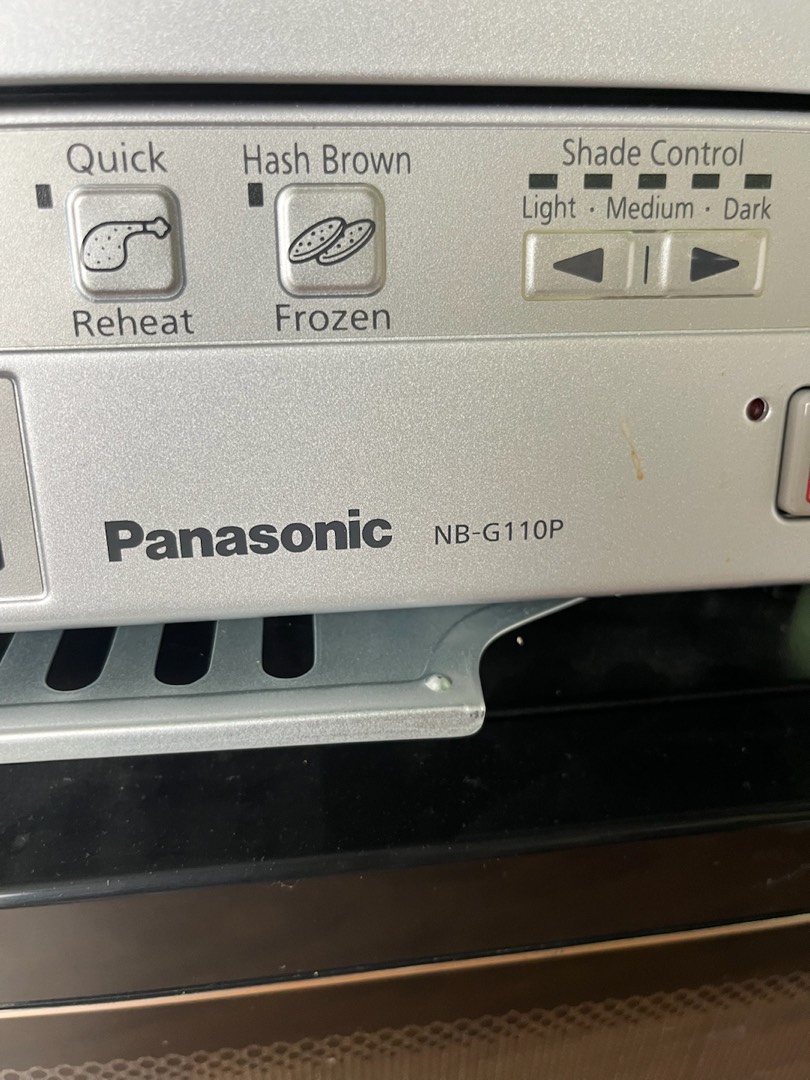 Quick
Reheat
Hash Brown
Frozen
Shade Control
Light · Medium · Dark
Panasonic NB-G110P